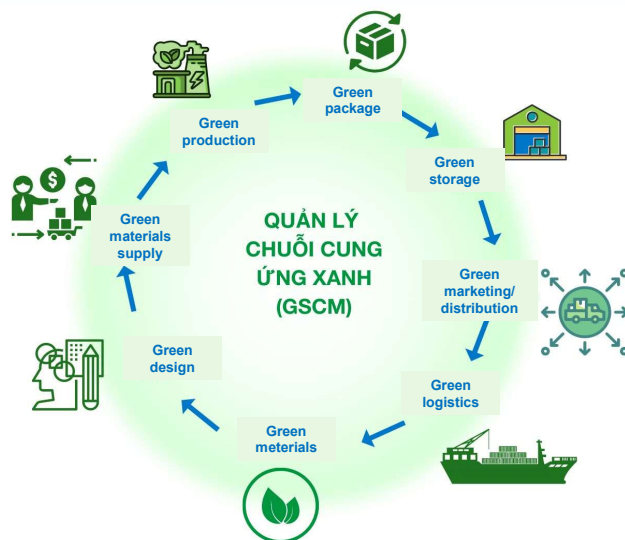 Green
package
Green
production
Green
storage
Green
materials
supply
QUẢN LÝ
CHUỖI CUNG
ỨNG XANH
(GSCM)
Green
marketing/
distribution
Green
design
Green
logistics
Green
meterials